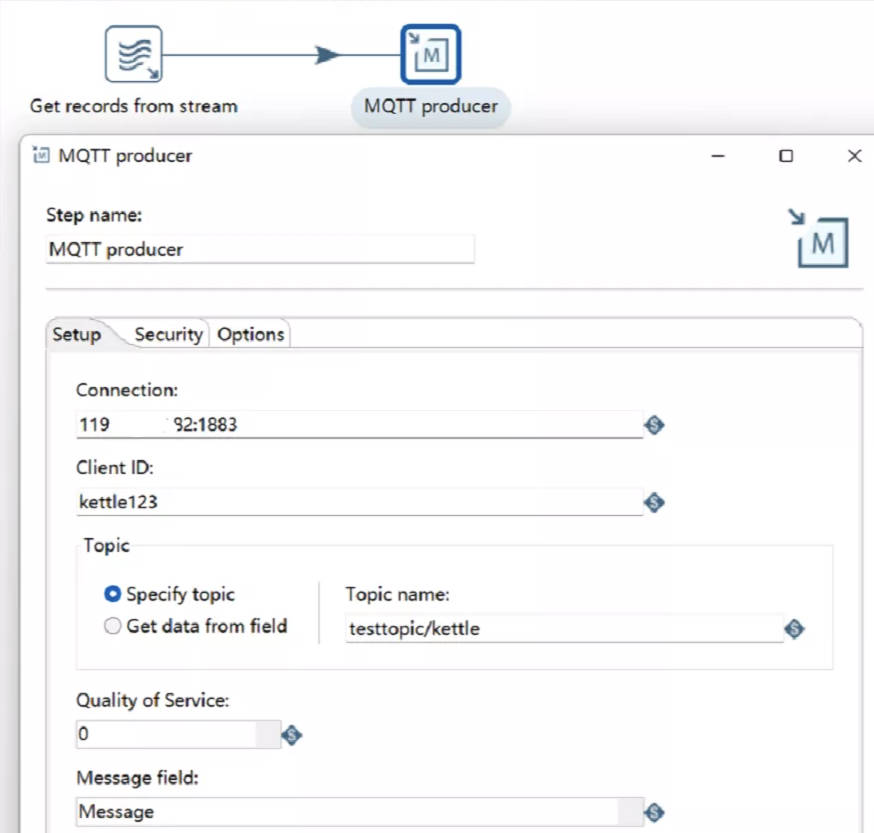 Get records from stream
MQTT producer
MQTT producer
Step name:
MQTT producer
M
Setup Security Options
Connection:
119 92:1883
Client ID:
kettle123
Topic
Specify topic
Get data from field
Topic name:
testtopic/kettle
Quality of Service:
0
Message field:
Message